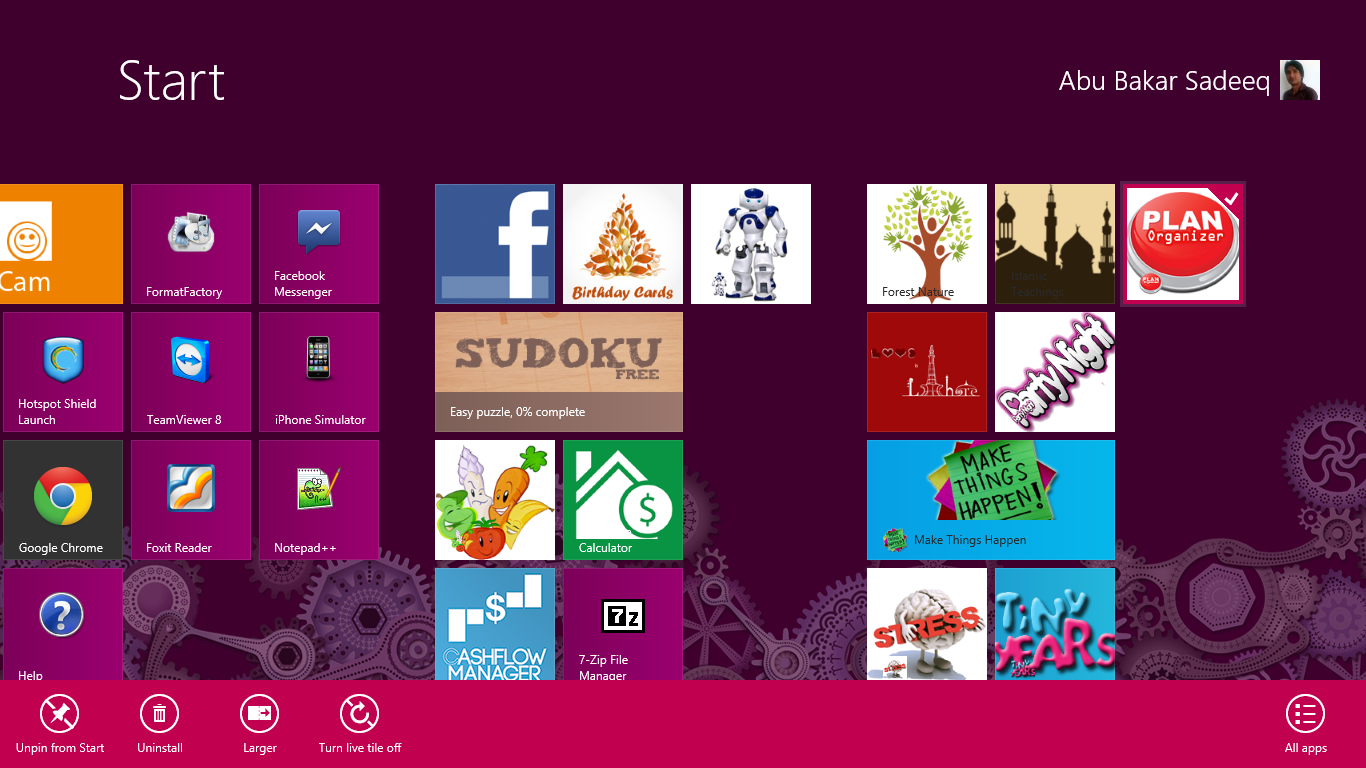 Start
Abu Bakar Sadeeq
Cam
FormatFactory
Facebook
Messenger
Hotspot Shield
Launch
TeamViewer 8
iPhone Simulator
Google Chrome
Foxit Reader
Notepad++
Help
f
Birthday Cards
SUDOKU
FREE
Easy puzzle, 0% complete
$
Calculator
$
CASHFLOW
MANAGER
7z
7-Zip File
Manager
Forest Nature
Islamic
Teachings
PLAN
Organizer
LOVE
is
Lahore
Party Night
MAKE
THINGS
HAPPEN!
Make Things Happen
STRESS
TiNY
YEARS
TiNY
YEARS
Unpin from Start
Uninstall
Larger
Turn live tile off
All apps